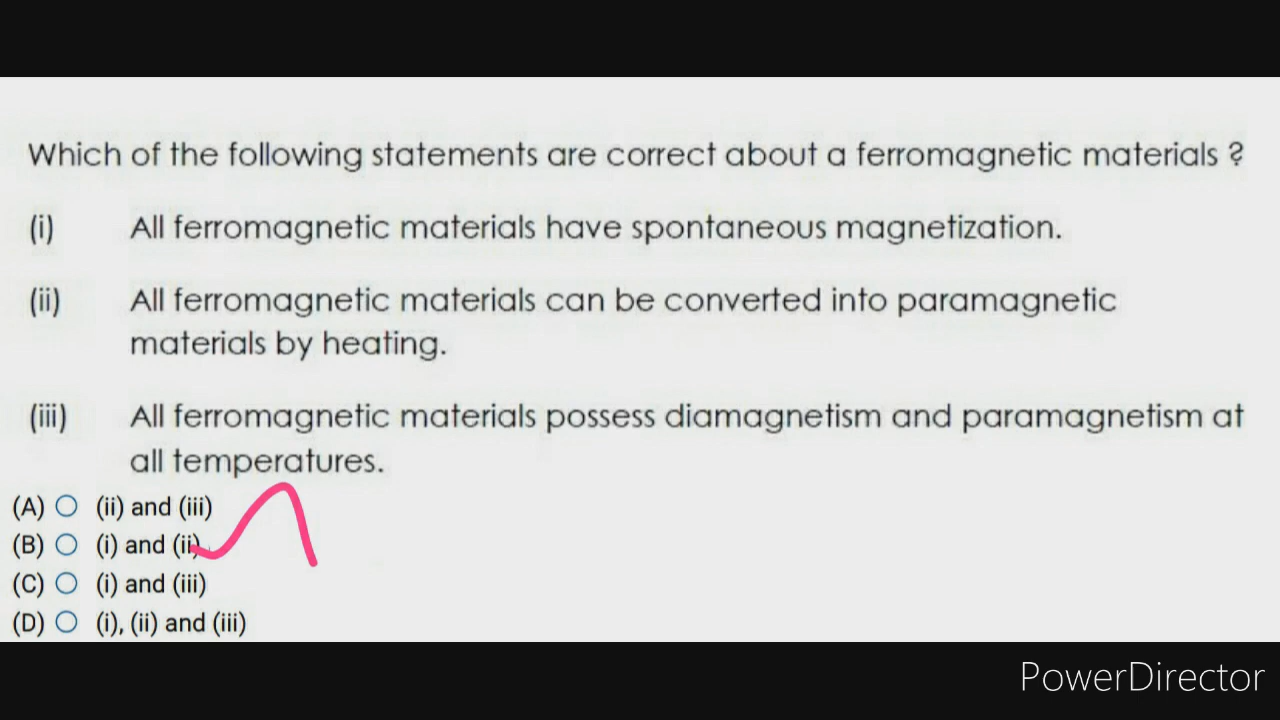 Which of the following statements are correct about a ferromagnetic materials ?
(i) All ferromagnetic materials have spontaneous magnetization.
(ii) All ferromagnetic materials can be converted into paramagnetic
materials by heating.
(iii) All ferromagnetic materials possess diamagnetism and paramagnetism at
all temperatures.
(A) (ii) and (iii)
(B) (i) and (ii)
(C) (i) and (iii)
(D) (i), (ii) and (iii)
PowerDirector